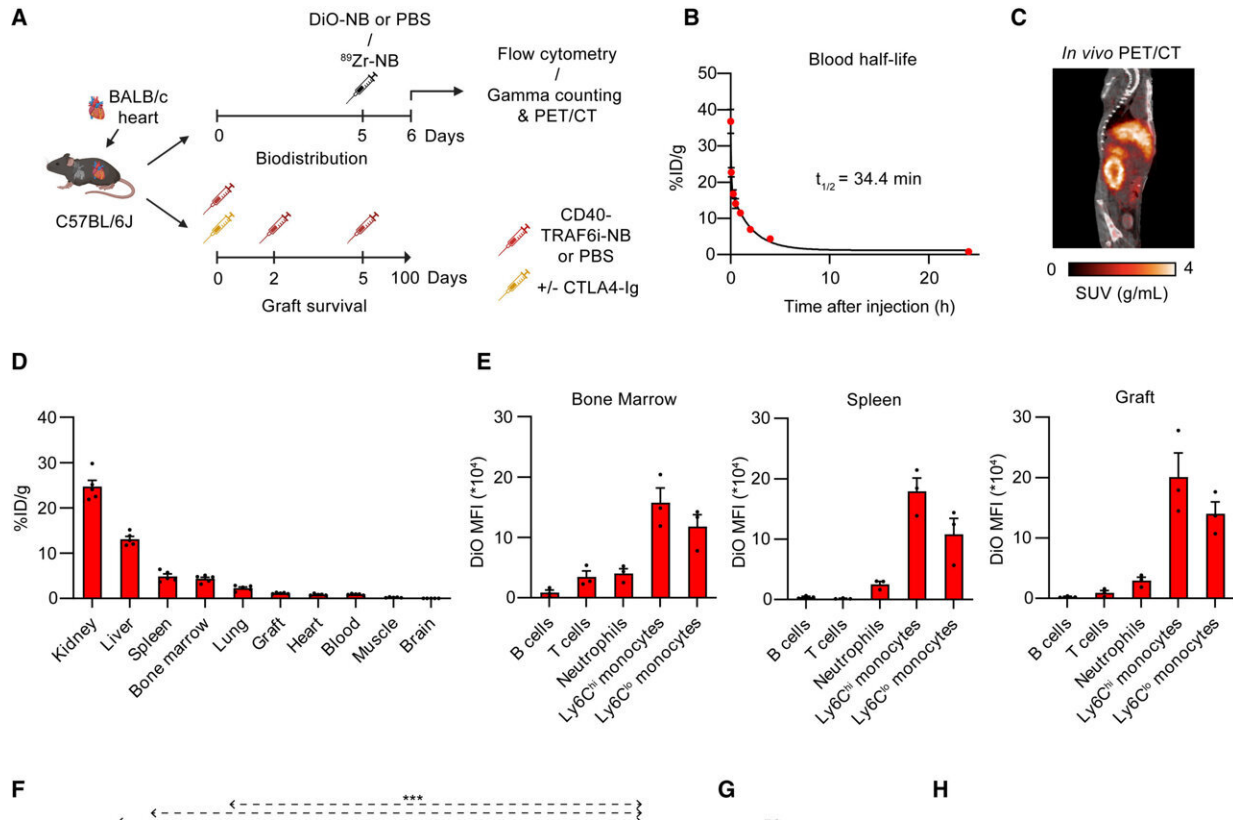 A
DiO-NB or PBS
/
⁸⁹Zr-NB
BALB/c
heart
C57BL/6J
0 5 6 Days
Biodistribution
Flow cytometry
/
Gamma counting
& PET/CT
0 2 5 100 Days
Graft survival
CD40-
TRAF6i-NB
or PBS
+/- CTLA4-Ig
B
Blood half-life
%ID/g
50
40
30
20
10
0
t1/2 = 34.4 min
0 10 20
Time after injection (h)
C
In vivo PET/CT
0 4
SUV (g/mL)
D
%ID/g
40
30
20
10
0
Kidney
Liver
Spleen
Bone marrow
Lung
Graft
Heart
Blood
Muscle
Brain
E
Bone Marrow
DiO MFI (*10⁴)
30
20
10
0
B cells
T cells
Neutrophils
Ly6Cʰⁱ monocytes
Ly6Cˡᵒ monocytes
Spleen
DiO MFI (*10⁴)
30
20
10
0
B cells
T cells
Neutrophils
Ly6Cʰⁱ monocytes
Ly6Cˡᵒ monocytes
Graft
DiO MFI (*10⁴)
30
20
10
0
B cells
T cells
Neutrophils
Ly6Cʰⁱ monocytes
Ly6Cˡᵒ monocytes
F
***
G
H